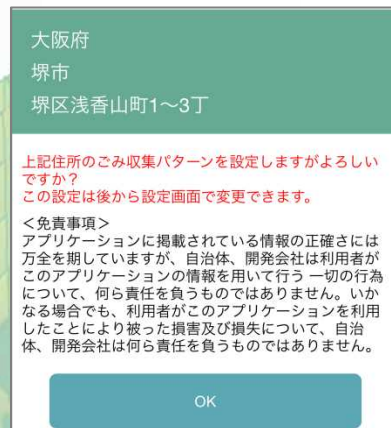 大阪府
堺市
堺区浅香山町1〜3丁
上記住所のごみ収集パターンを設定しますがよろしい
ですか？
この設定は後から設定画面で変更できます。
＜免責事項＞
アプリケーションに掲載されている情報の正確さには
万全を期していますが、自治体、開発会社は利用者が
このアプリケーションの情報を用いて行う 一切の行為
について、何ら責任を負うものではありません。いか
なる場合でも、利用者がこのアプリケーションを利用
したことにより被った損害及び損失について、自治
体、開発会社は何ら責任を負うものではありません。
OK